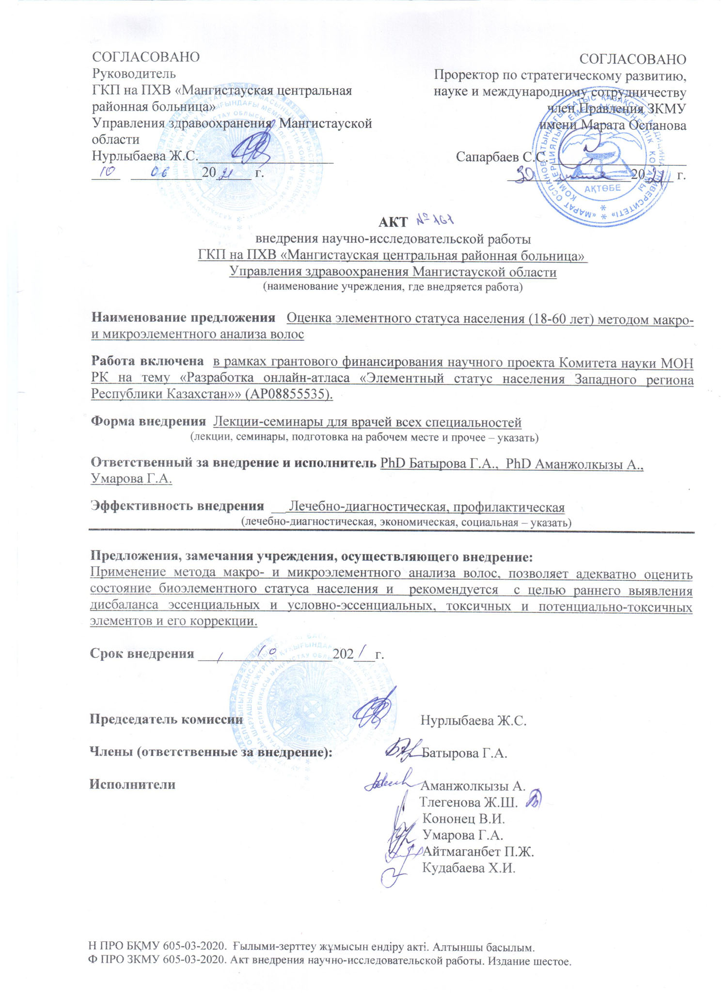 СОГЛАСОВАНО
Руководитель
ГКП на ПХВ «Мангистауская центральная
районная больница»
Управления здравоохранения Мангистауской
области
Нурлыбаева Ж.С.____________________
10 06 2021 г.
СОГЛАСОВАНО
Проректор по стратегическому развитию,
науке и международному сотрудничеству
член Правления ЗКМУ
имени Марата Оспанова
Сапарбаев С.С.____________________
30 июня 2021 г.
АҚТӨБЕ
АКТ №161
внедрения научно-исследовательской работы
ГКП на ПХВ «Мангистауская центральная районная больница»
Управления здравоохранения Мангистауской области
(наименование учреждения, где внедряется работа)
Наименование предложения Оценка элементного статуса населения (18-60 лет) методом макро-
и микроэлементного анализа волос
Работа включена в рамках грантового финансирования научного проекта Комитета науки МОН
РК на тему «Разработка онлайн-атласа «Элементный статус населения Западного региона
Республики Казахстан»» (AP08855535).
Форма внедрения Лекции-семинары для врачей всех специальностей
(лекции, семинары, подготовка на рабочем месте и прочее – указать)
Ответственный за внедрение и исполнитель PhD Батырова Г.А., PhD Аманжолкызы А.,
Умарова Г.А.
Эффективность внедрения __ Лечебно-диагностическая, профилактическая
(лечебно-диагностическая, экономическая, социальная – указать)
Предложения, замечания учреждения, осуществляющего внедрение:
Применение метода макро- и микроэлементного анализа волос, позволяет адекватно оценить
состояние биоэлементного статуса населения и рекомендуется с целью раннего выявления
дисбаланса эссенциальных и условно-эссенциальных, токсичных и потенциально-токсичных
элементов и его коррекции.
Срок внедрения 1 10 2021 г.
Председатель комиссии Нурлыбаева Ж.С.
Члены (ответственные за внедрение): Батырова Г.А.
Исполнители Аманжолкызы А.
Тлегенова Ж.Ш.
Кононец В.И.
Умарова Г.А.
Айтмаганбет П.Ж.
Кудабаева Х.И.
Н ПРО БҚМУ 605-03-2020. Ғылыми-зерттеу жұмысын ендіру актi. Алтыншы басылым.
Ф ПРО ЗКМУ 605-03-2020. Акт внедрения научно-исследовательской работы. Издание шестое.